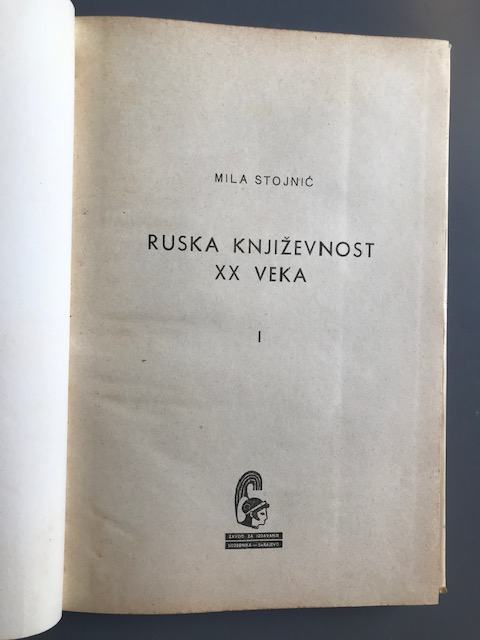 MILA STOJNIĆ
RUSKA KNJIŽEVNOST
XX VEKA
I
ZAVOD ZA IZDAVANJE
UDŽBENIKA — SARAJEVO